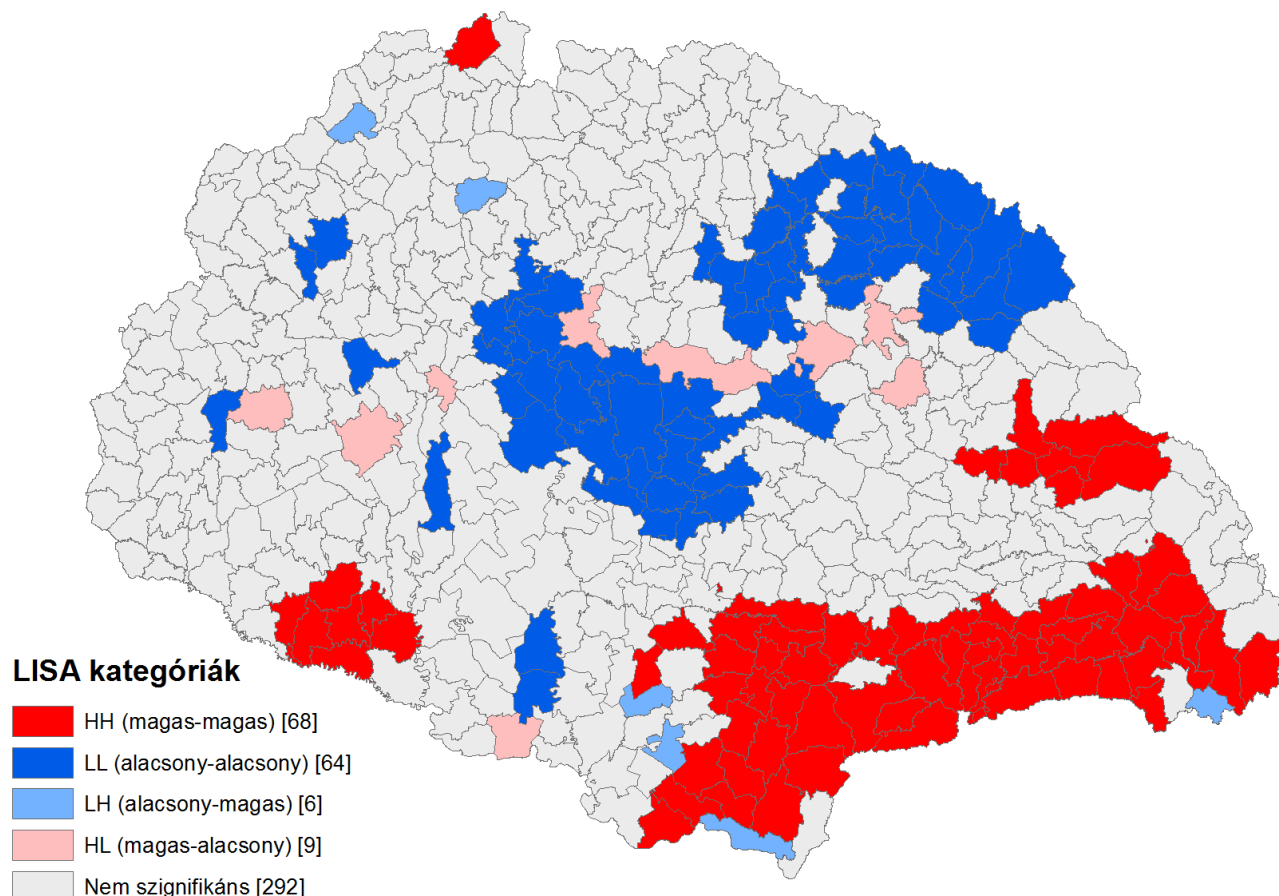 LISA kategóriák
HH (magas-magas) [68]
LL (alacsony-alacsony) [64]
LH (alacsony-magas) [6]
HL (magas-alacsony) [9]
Nem szignifikáns [292]